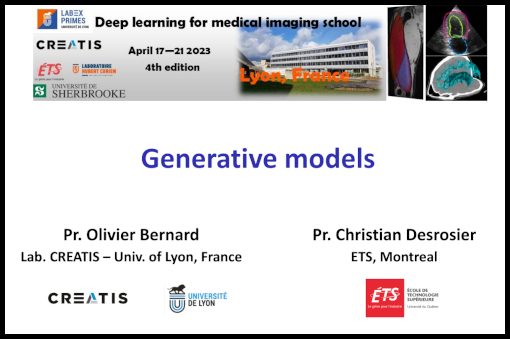 LABEX
PRIMES
UNIVERSITÉ DE LYON
Deep learning for medical imaging school
CREATIS
April 17—21 2023
4th edition
ÉTS
Le génie pour l'industrie
LABORATOIRE
HUBERT CURIEN
UNIVERSITÉ DE
SHERBROOKE
Lyon, France
Generative models
Pr. Olivier Bernard
Lab. CREATIS – Univ. of Lyon, France
Pr. Christian Desrosier
ETS, Montreal
CREATIS
UNIVERSITÉ
DE LYON
ÉTS
Le génie pour l'industrie
ÉCOLE DE
TECHNOLOGIE
SUPÉRIEURE
Université du Québec